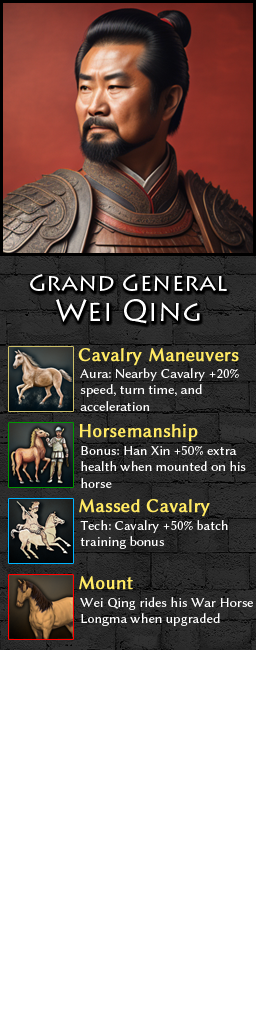 Grand General
Wei Qing
Cavalry Maneuvers
Aura: Nearby Cavalry +20%
speed, turn time, and
acceleration
Horsemanship
Bonus: Han Xin +50% extra
health when mounted on his
horse
Massed Cavalry
Tech: Cavalry +50% batch
training bonus
Mount
Wei Qing rides his War Horse
Longma when upgraded